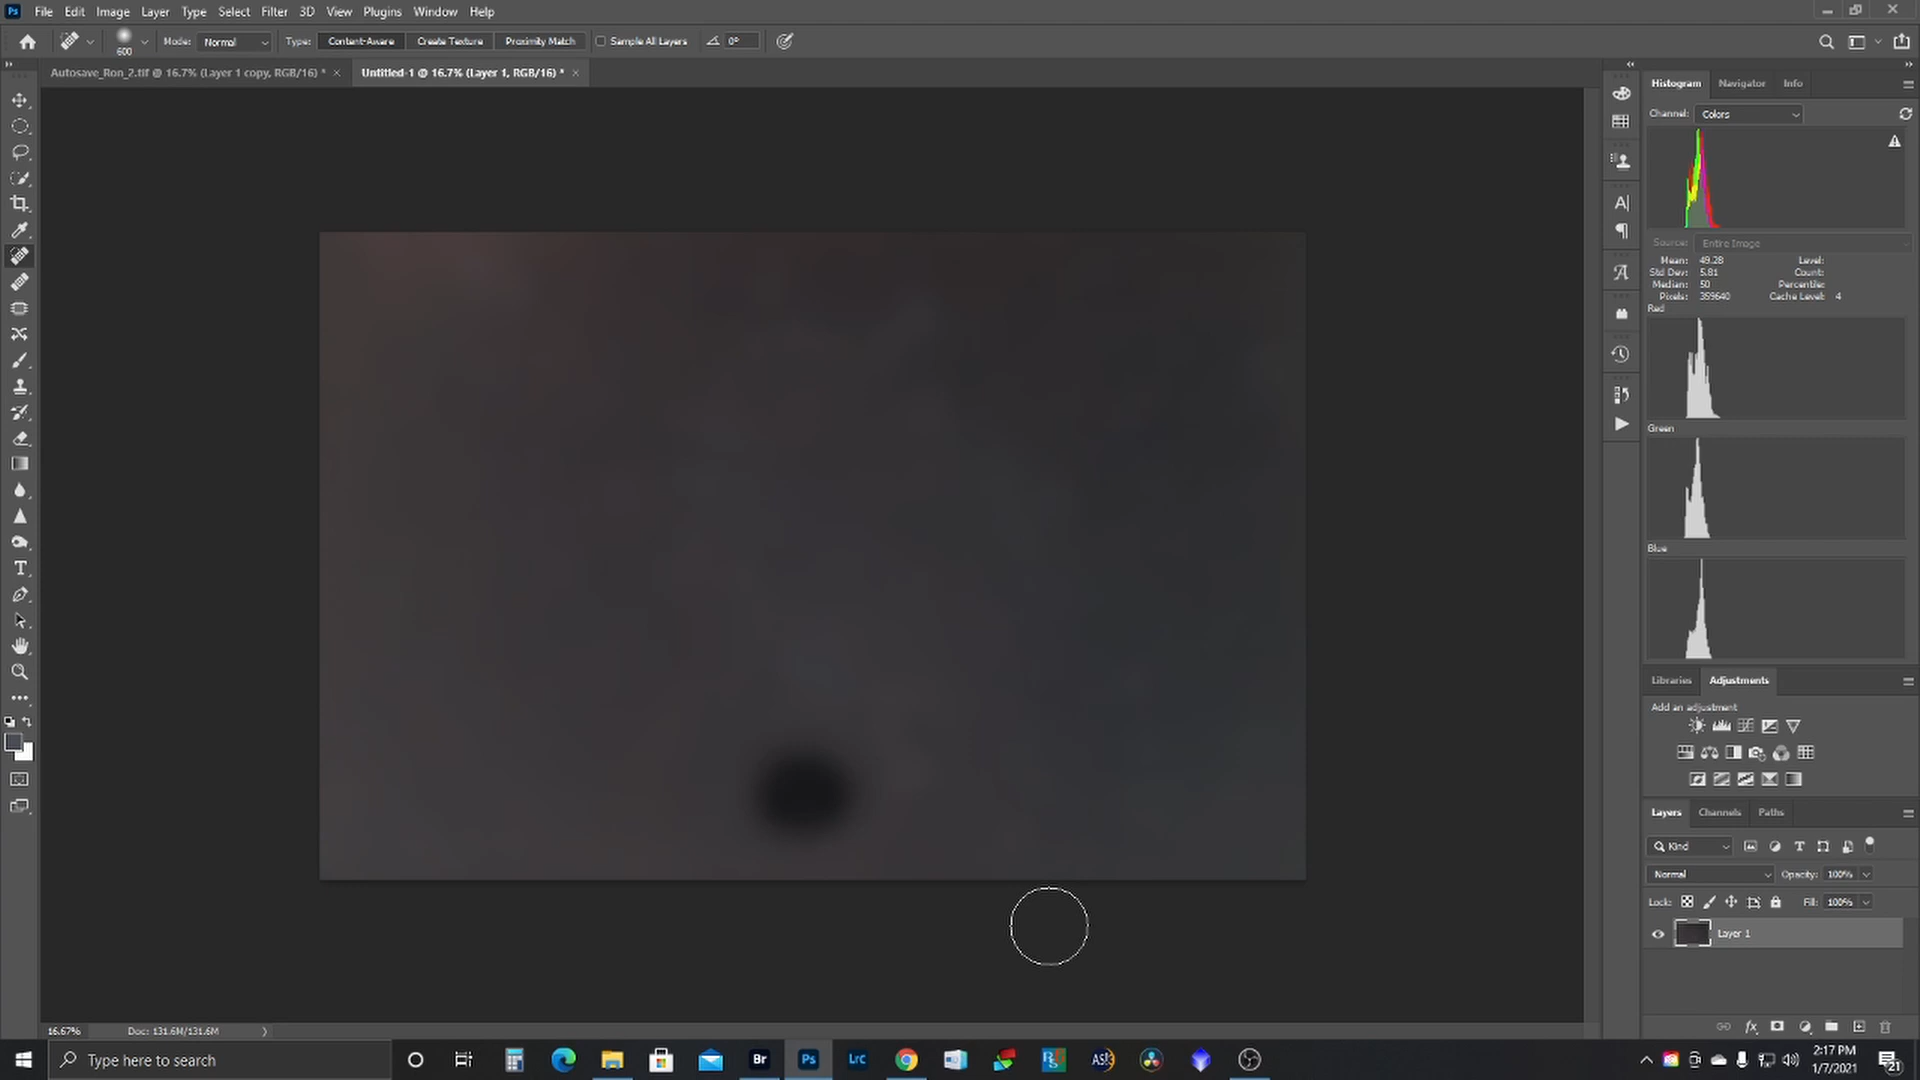 Ps File Edit Image Layer Type Select Filter 3D View Plugins Window Help
600 Mode: Normal Type: Content-Aware Create Texture Proximity Match Sample All Layers 0°
Autosave_Ron_2.tif @ 16.7% (Layer 1 copy, RGB/16) * × Untitled-1 @ 16.7% (Layer 1, RGB/16) * ×
Histogram Navigator Info
Channel: Colors
Source: Entire Image
Mean: 49.28 Level:
Std Dev: 5.81 Count:
Median: 50 Percentile:
Pixels: 359640 Cache Level: 4
Red
Green
Blue
Libraries Adjustments
Add an adjustment
Layers Channels Paths
Kind
Normal Opacity: 100%
Lock: Fill: 100%
Layer 1
16.67% Doc: 131.6M/131.6M
Type here to search
Br Ps Lrc
2:17 PM
1/7/2021
21